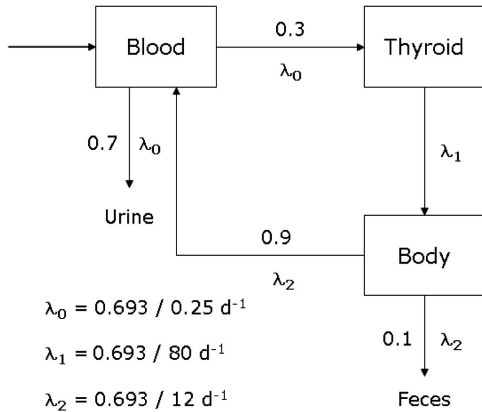 0.3
Blood
Thyroid
λ0
0.7
λ0
λ1
Urine
0.9
Body
λ2
λ0 = 0.693 / 0.25 d-1
0.1
λ2
λ1 = 0.693 / 80 d-1
λ2 = 0.693 / 12 d-1
Feces